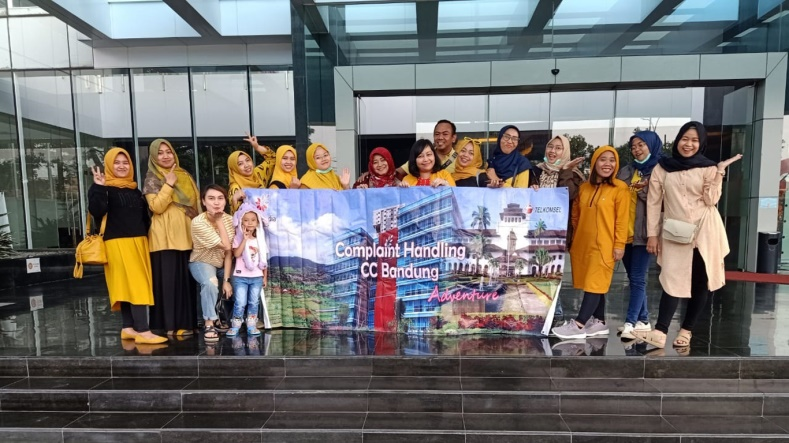 TELKOMSEL
Complaint Handling
CC Bandung
Adventure